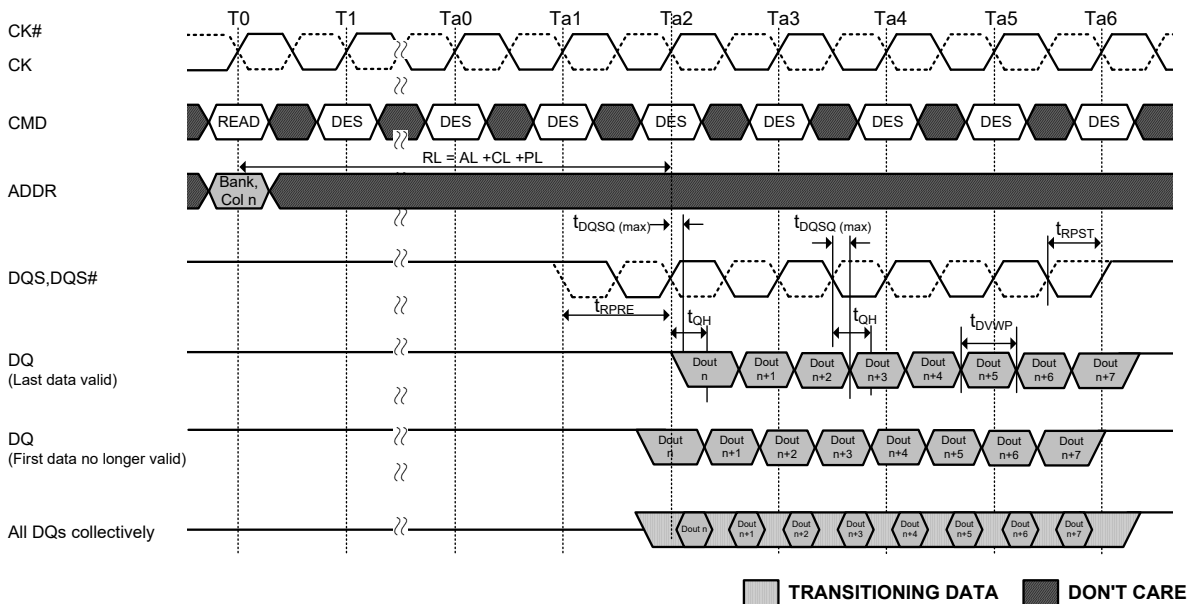 T0 T1 Ta0 Ta1 Ta2 Ta3 Ta4 Ta5 Ta6
CK#
CK
CMD READ DES DES DES DES DES DES DES DES
RL = AL +CL +PL
ADDR Bank, Col n
tDQSQ (max) tDQSQ (max) tRPST
DQS,DQS#
tRPRE tQH tQH tDVWP
DQ
(Last data valid)
Dout n Dout n+1 Dout n+2 Dout n+3 Dout n+4 Dout n+5 Dout n+6 Dout n+7
DQ
(First data no longer valid)
Dout n Dout n+1 Dout n+2 Dout n+3 Dout n+4 Dout n+5 Dout n+6 Dout n+7
All DQs collectively
Dout n Dout n+1 Dout n+2 Dout n+3 Dout n+4 Dout n+5 Dout n+6 Dout n+7
TRANSITIONING DATA DON'T CARE